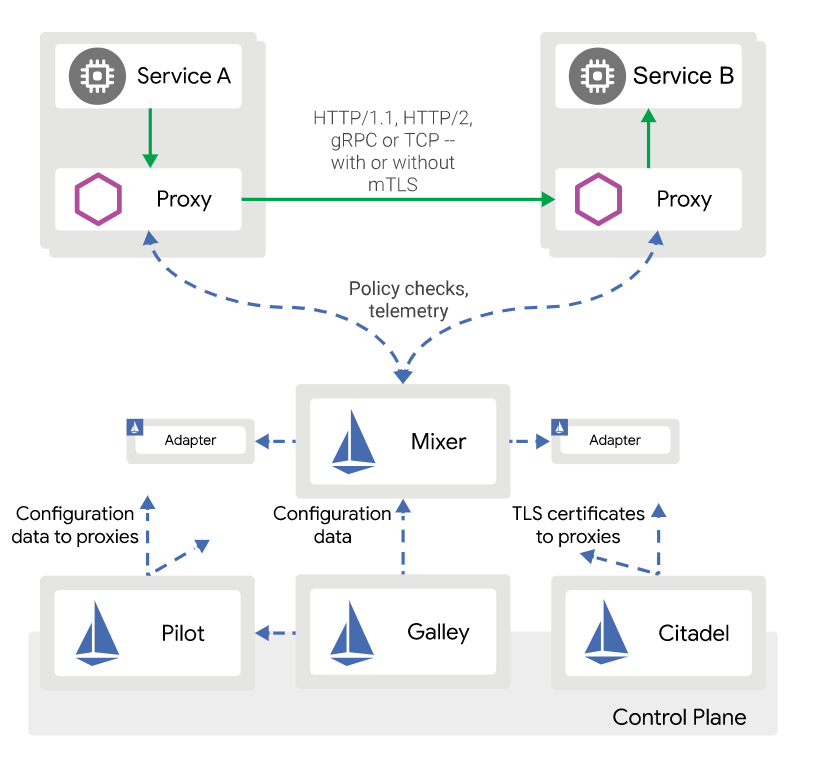 Service A
Service B
HTTP/1.1, HTTP/2,
gRPC or TCP --
with or without
mTLS
Proxy
Proxy
Policy checks,
telemetry
Adapter
Mixer
Adapter
Configuration
data to proxies
Configuration
data
TLS certificates
to proxies
Pilot
Galley
Citadel
Control Plane